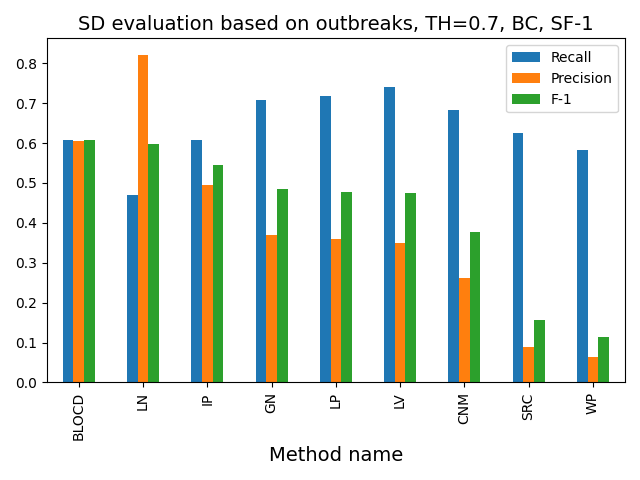 SD evaluation based on outbreaks, TH=0.7, BC, SF-1
Recall
Precision
F-1
0.8
0.7
0.6
0.5
0.4
0.3
0.2
0.1
0.0
BLOCD
LN
IP
GN
LP
LV
CNM
SRC
WP
Method name